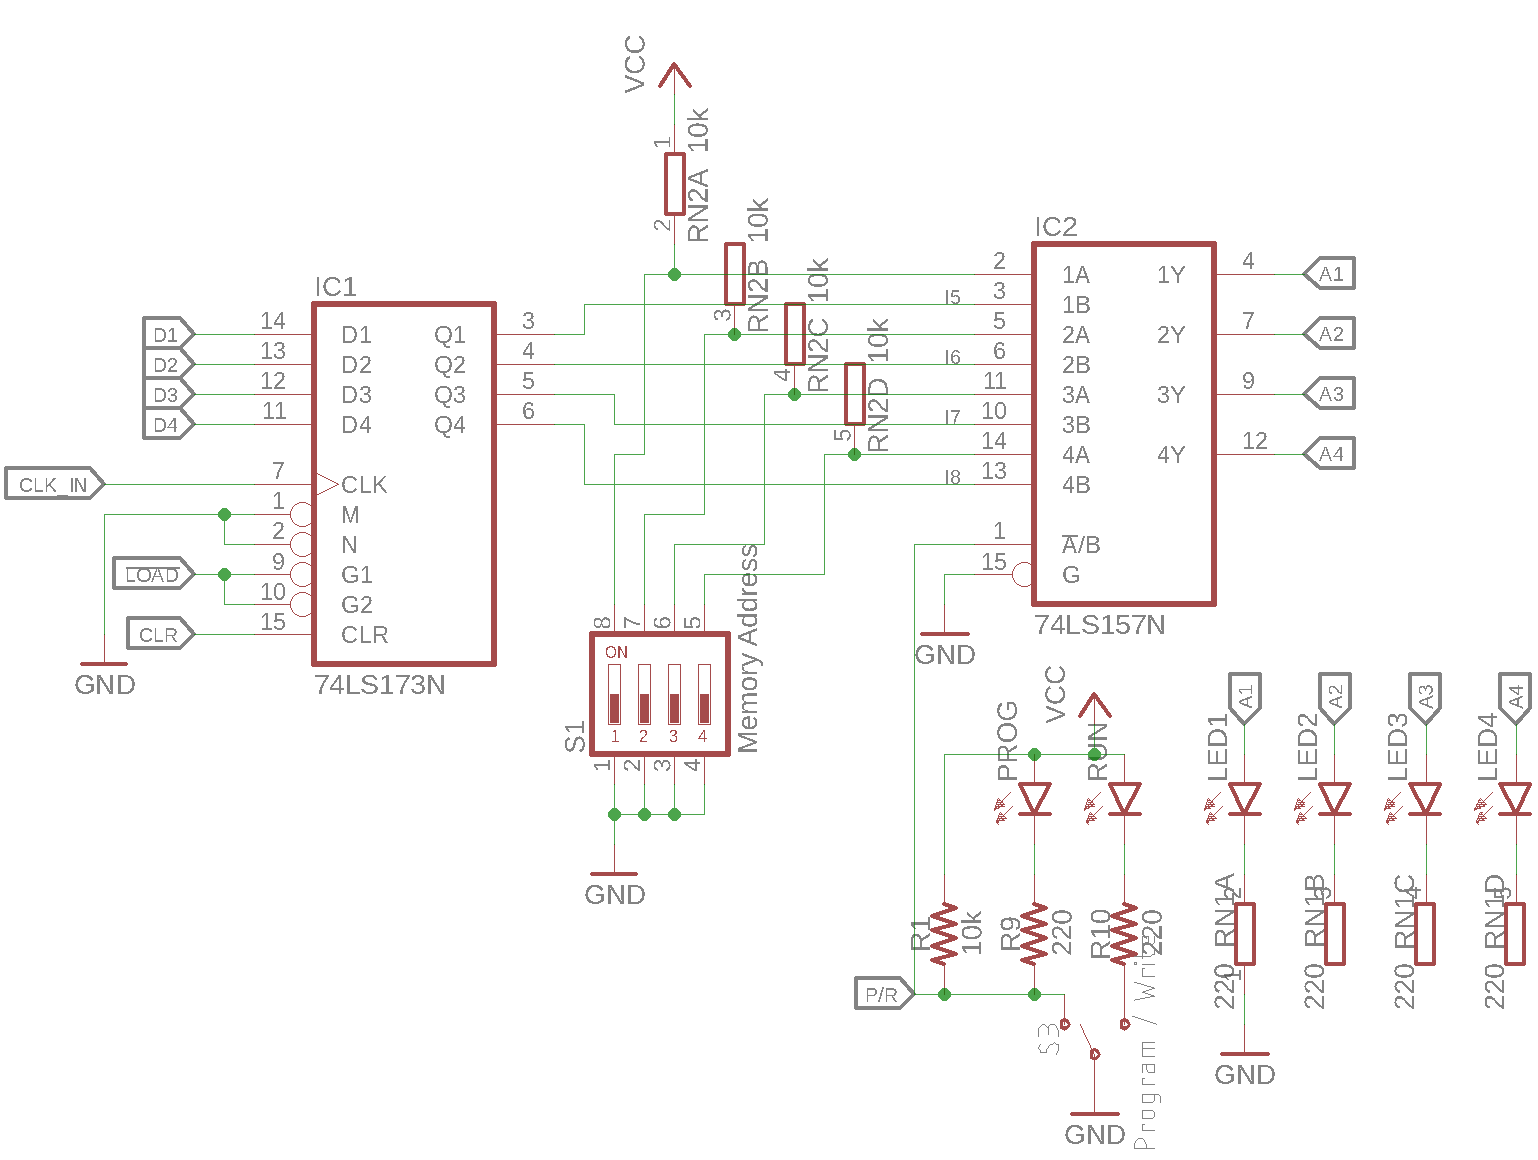 VCC
1
10k
RN2A
2
10k
RN2B
3
10k
RN2C
4
10k
RN2D
5
IC1
D1
D2
D3
D4
14
13
12
11
D1
D2
D3
D4
Q1
Q2
Q3
Q4
3
4
5
6
CLK_IN
7
CLK
1
M
2
N
LOAD
9
G1
10
G2
CLR
15
CLR
GND
74LS173N
IC2
I5
I6
I7
I8
2
3
5
6
11
10
14
13
1A
1B
2A
2B
3A
3B
4A
4B
1Y
2Y
3Y
4Y
4
7
9
12
A1
A2
A3
A4
1
A/B
15
G
74LS157N
GND
8
7
6
5
ON
1
2
3
4
S1
Memory Address
1
2
3
4
GND
VCC
PROG
RUN
R1
10k
R9
220
R10
220
P/R
S3
Program / Write
GND
A1
A2
A3
A4
LED1
LED2
LED3
LED4
RN1A
2
220
1
RN1B
3
220
RN1C
4
220
RN1D
5
220
GND